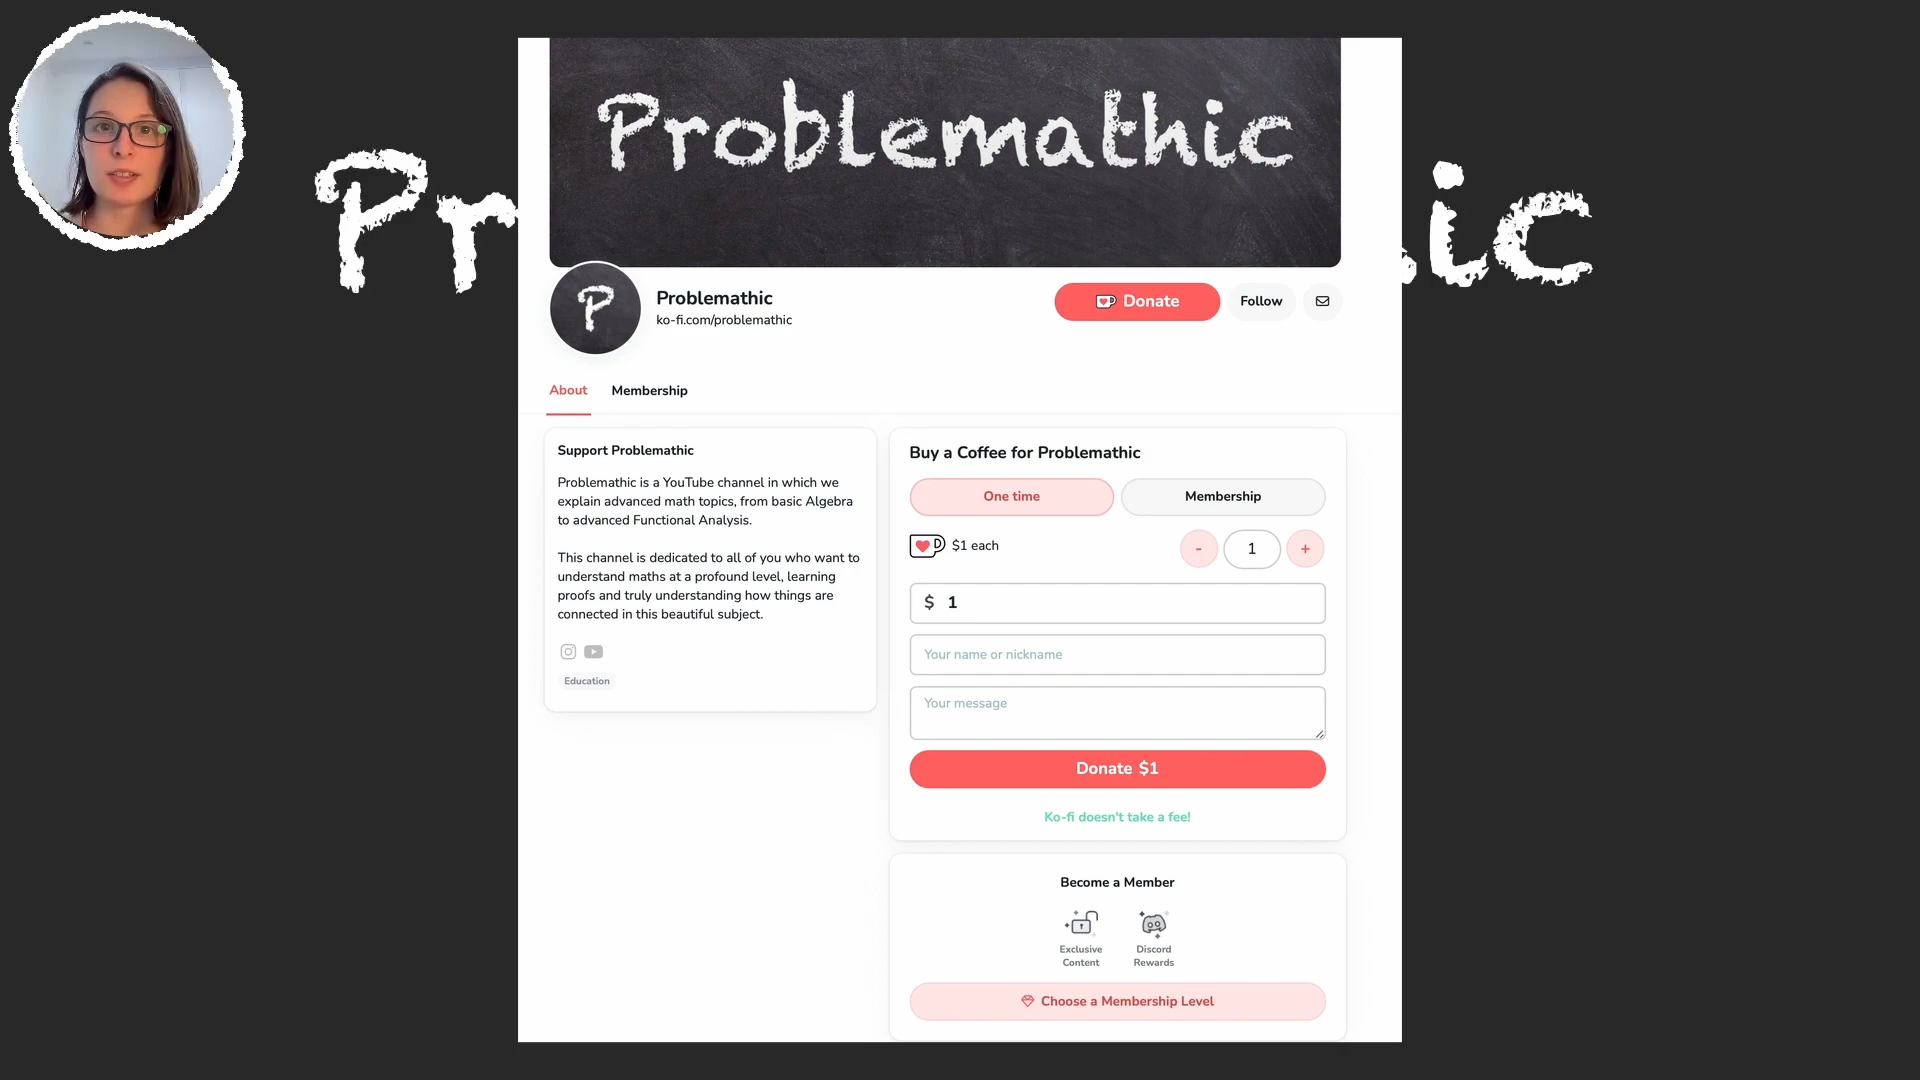 Problemathic
Pr
ic
P
Problemathic
ko-fi.com/problemathic
Donate
Follow
About
Membership
Support Problemathic
Problemathic is a YouTube channel in which we
explain advanced math topics, from basic Algebra
to advanced Functional Analysis.
This channel is dedicated to all of you who want to
understand maths at a profound level, learning
proofs and truly understanding how things are
connected in this beautiful subject.
Education
Buy a Coffee for Problemathic
One time
Membership
$1 each
-
1
+
$ 1
Your name or nickname
Your message
Donate $1
Ko-fi doesn't take a fee!
Become a Member
Exclusive
Content
Discord
Rewards
Choose a Membership Level